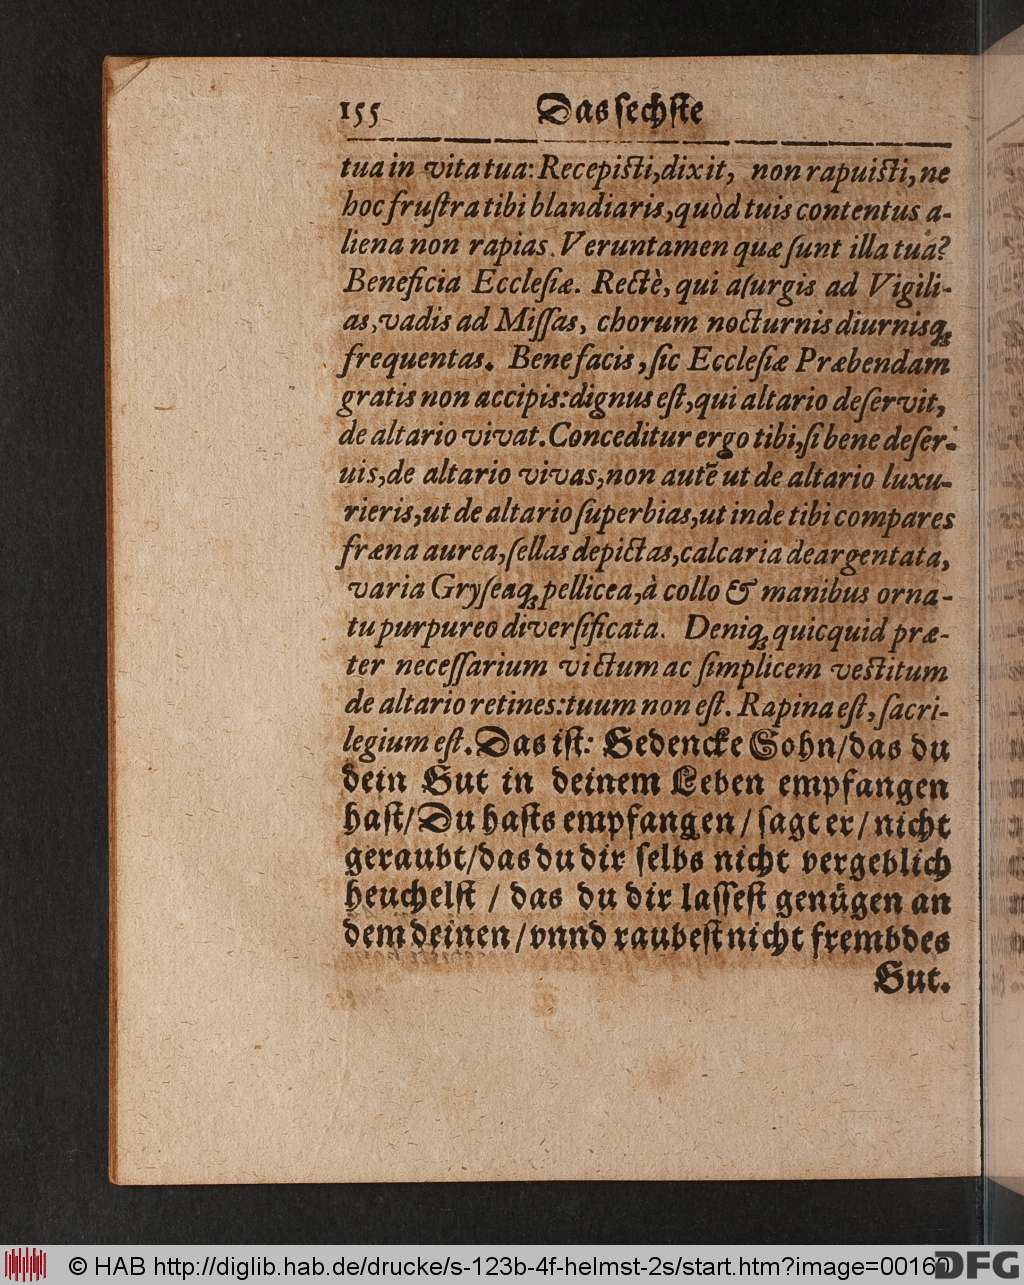 155 Das sechste
tua in vita tua: Recepisti, dixit, non rapuisti, ne
hoc frustra tibi blandiaris, quòd tuis contentus a-
liena non rapias. Veruntamen quæ sunt illa tua?
Beneficia Ecclesiæ. Rectè, qui assurgis ad Vigili-
as, vadis ad Missas, chorum nocturnis diurnisq́;
frequentas. Bene facis, sic Ecclesiæ Præbendam
gratis non accipis: dignus est, qui altario deservit,
de altario vivat. Conceditur ergo tibi, si bene deser-
uis, de altario vivas, non autẽ ut de altario luxu-
rieris, ut de altario superbias, ut inde tibi compares
fræna aurea, sellas depictas, calcaria deargentata,
varia Gryseaq; pellicea, à collo & manibus orna-
tu purpureo diversificata. Deniq; quicquid præ-
ter necessarium victum ac simplicem vestitum
de altario retines: tuum non est. Rapina est, sacri-
legium est. Das ist: Gedencke Sohn/das du
dein Gut in deinem Leben empfangen
hast/Du hasts empfangen/sagt er/nicht
geraubt/das du dir selbs nicht vergeblich
heuchelst / das du dir lassest genügen an
dem deinen/vnnd raubest nicht frembdes
Gut.
© HAB http://diglib.hab.de/drucke/s-123b-4f-helmst-2s/start.htm?image=00160
DFG